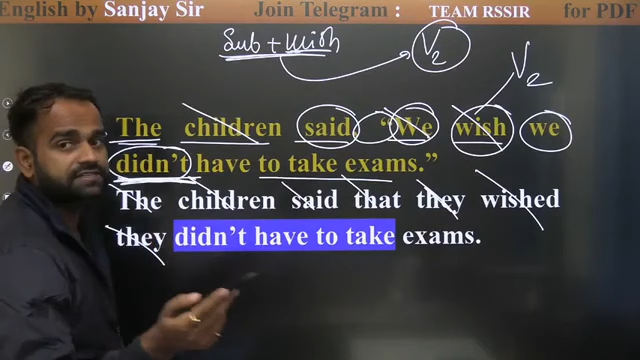 English by Sanjay Sir Join Telegram : TEAM RSSIR for PDF
Sub + wish V2
V2
The children said, “We wish we
didn’t have to take exams.”
The children said that they wished
they didn’t have to take exams.